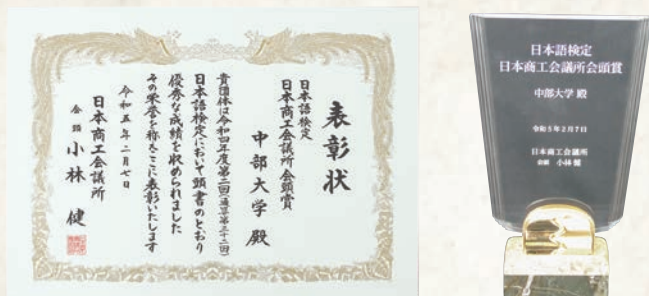 表彰状
日本語検定
日本商工会議所会頭賞
中部大学 殿
貴団体は令和四年度第二回(通算第三十二回)
日本語検定において頭書のとおり
優秀な成績を収められました
その栄誉を称えここに表彰いたします
令和五年二月七日
日本商工会議所
会頭 小林 健
日本語検定
日本商工会議所会頭賞
中部大学 殿
令和5年2月7日
日本商工会議所
会頭 小林 健